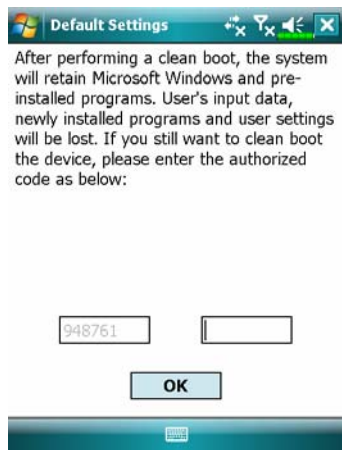 Default Settings
After performing a clean boot, the system
will retain Microsoft Windows and pre-
installed programs. User's input data,
newly installed programs and user settings
will be lost. If you still want to clean boot
the device, please enter the authorized
code as below:
948761
OK